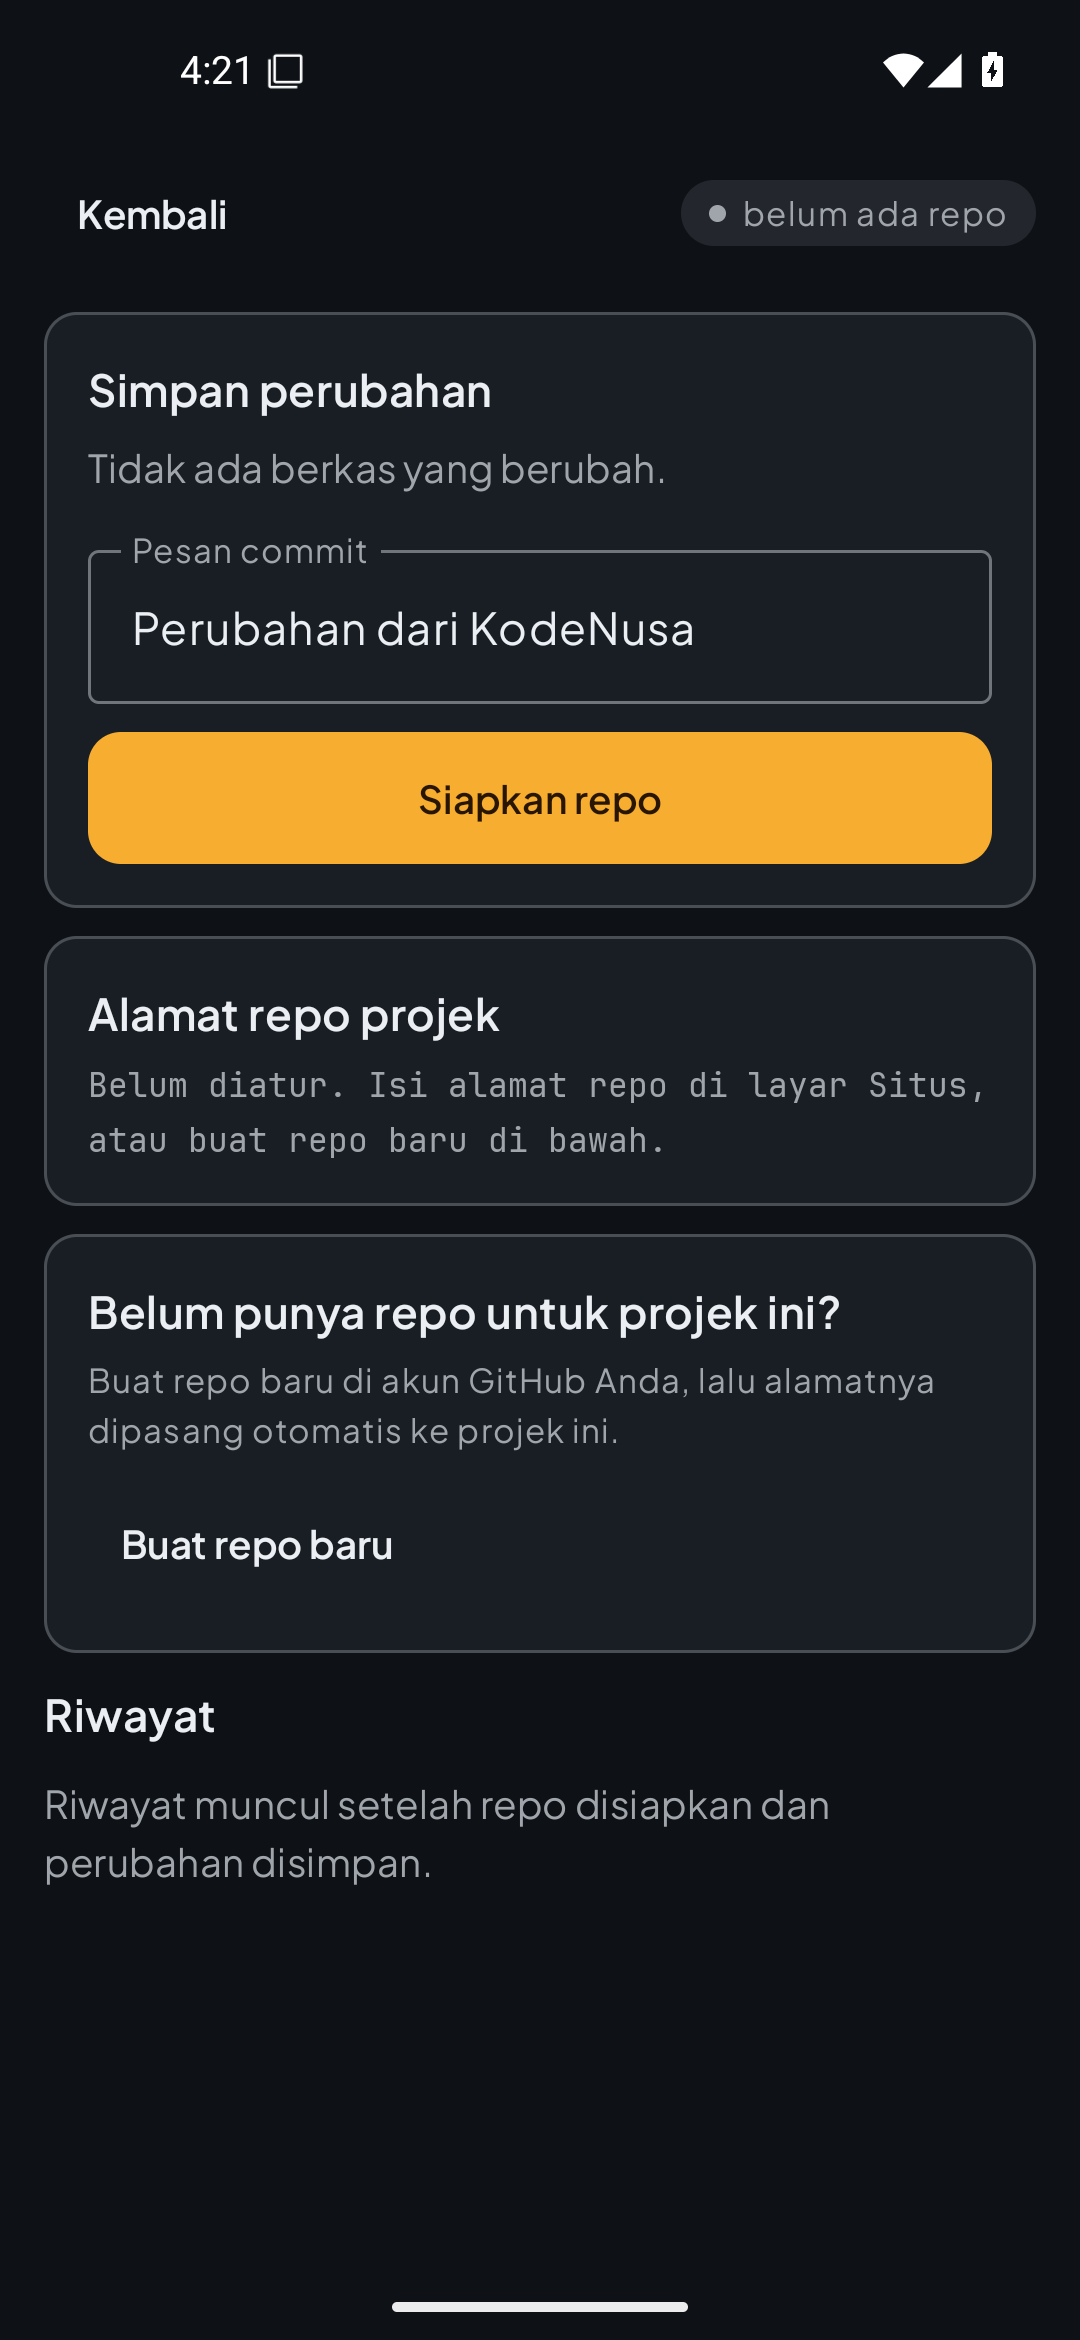 4:21
Kembali
belum ada repo
Simpan perubahan
Tidak ada berkas yang berubah.
Pesan commit
Perubahan dari KodeNusa
Siapkan repo
Alamat repo projek
Belum diatur. Isi alamat repo di layar Situs,
atau buat repo baru di bawah.
Belum punya repo untuk projek ini?
Buat repo baru di akun GitHub Anda, lalu alamatnya
dipasang otomatis ke projek ini.
Buat repo baru
Riwayat
Riwayat muncul setelah repo disiapkan dan
perubahan disimpan.